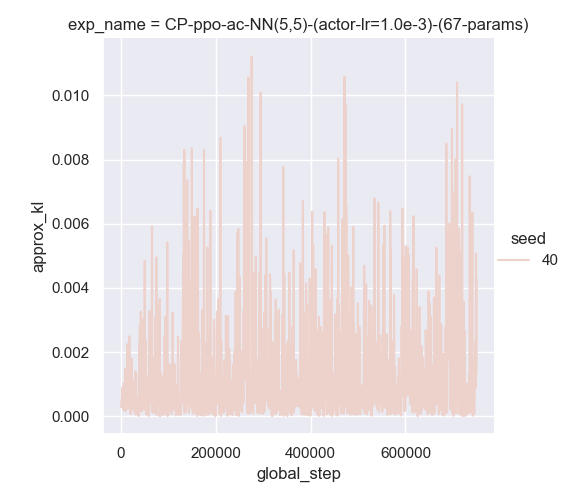 exp_name = CP-ppo-ac-NN(5,5)-(actor-lr=1.0e-3)-(67-params)
0.010
0.008
0.006
0.004
0.002
0.000
approx_kl
0
200000
400000
600000
global_step
seed
40